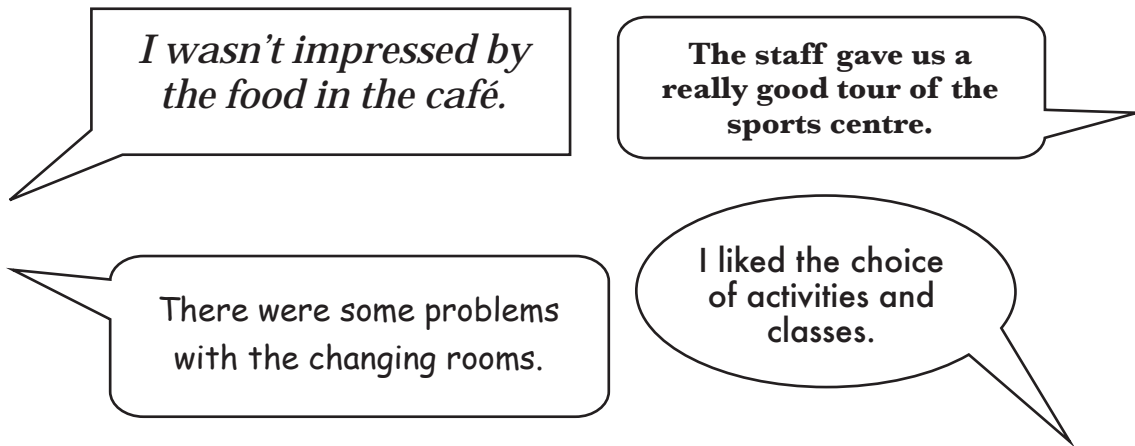 I wasn’t impressed by
the food in the café.
The staff gave us a
really good tour of the
sports centre.
There were some problems
with the changing rooms.
I liked the choice
of activities and
classes.